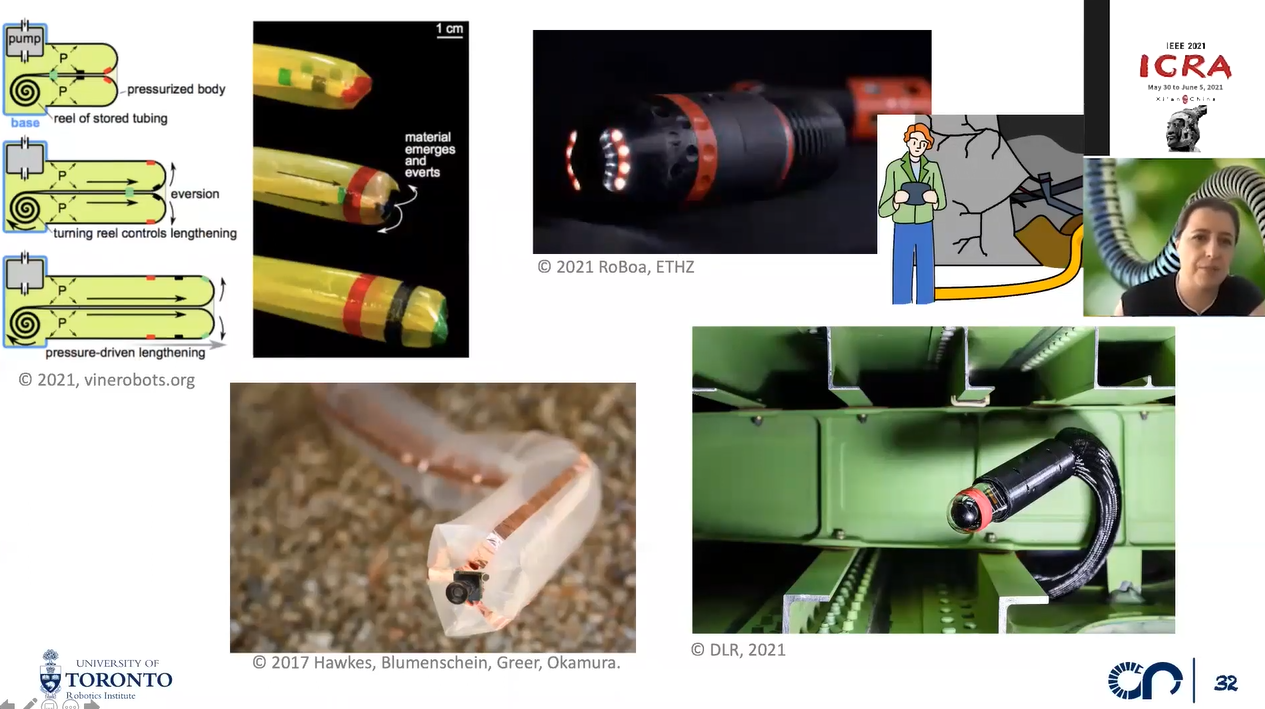 pump
P
P
pressurized body
reel of stored tubing
base
P
P
eversion
turning reel controls lengthening
P
P
pressure-driven lengthening
© 2021, vinerobots.org
1 cm
material
emerges
and
everts
© 2021 RoBoa, ETHZ
IEEE 2021
ICRA
May 30 to June 5, 2021
Xi'an China
© 2017 Hawkes, Blumenschein, Greer, Okamura.
© DLR, 2021
UNIVERSITY OF
TORONTO
Robotics Institute
32